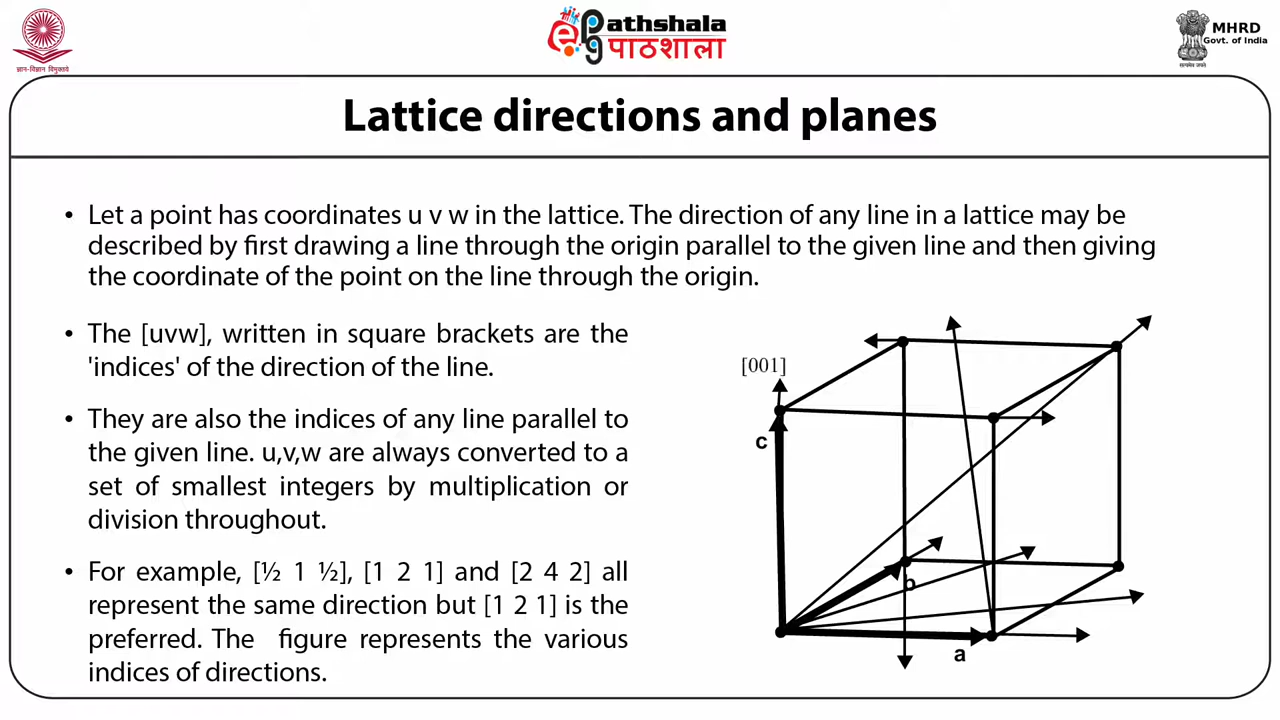 ज्ञान-विज्ञान विमुक्तये
epg
athshala
पाठशाला
सत्यमेव जयते
MHRD
Govt. of India
Lattice directions and planes
• Let a point has coordinates u v w in the lattice. The direction of any line in a lattice may be
described by first drawing a line through the origin parallel to the given line and then giving
the coordinate of the point on the line through the origin.
• The [uvw], written in square brackets are the
'indices' of the direction of the line.
• They are also the indices of any line parallel to
the given line. u,v,w are always converted to a
set of smallest integers by multiplication or
division throughout.
• For example, [½ 1 ½], [1 2 1] and [2 4 2] all
represent the same direction but [1 2 1] is the
preferred. The figure represents the various
indices of directions.
[001]
c
b
a